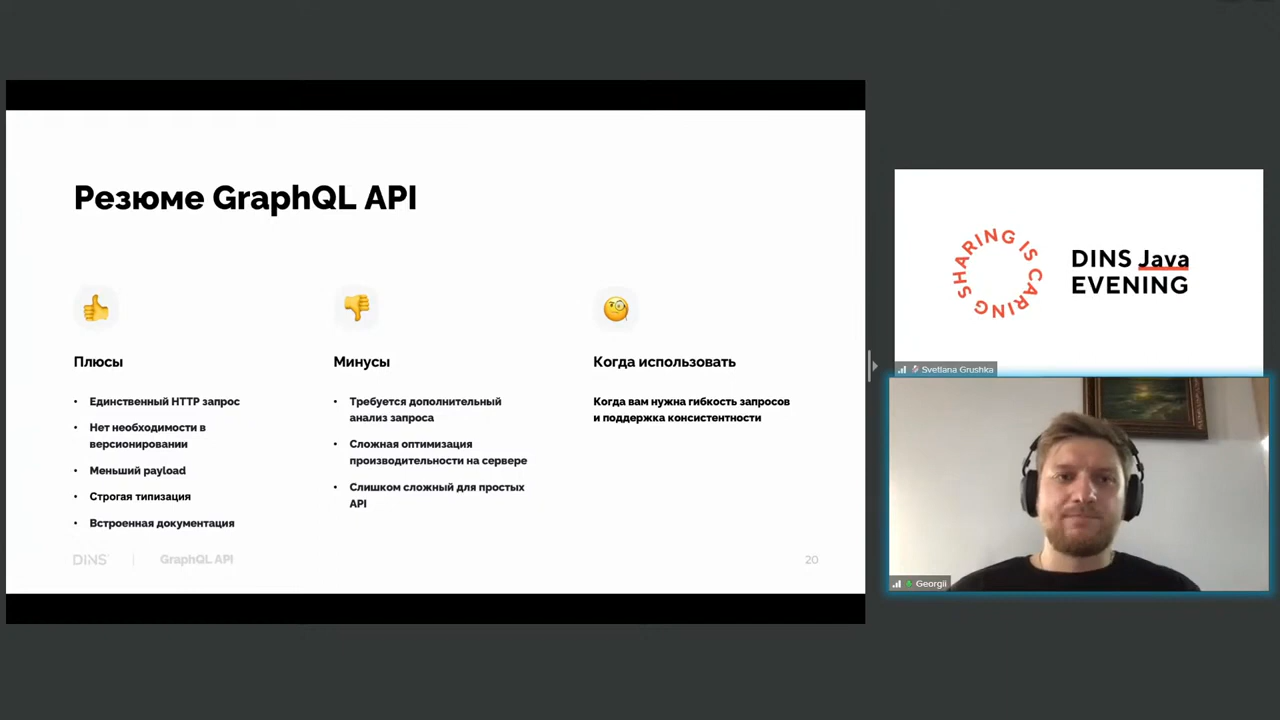 Резюме GraphQL API
Плюсы
• Единственный HTTP запрос
• Нет необходимости в
версионировании
• Меньший payload
• Строгая типизация
• Встроенная документация
Минусы
• Требуется дополнительный
анализ запроса
• Сложная оптимизация
производительности на сервере
• Слишком сложный для простых
API
Когда использовать
Когда вам нужна гибкость запросов
и поддержка консистентности
DINS | GraphQL API
20
SHARING IS CARING
DINS Java
EVENING
Svetlana Grushka
Georgii